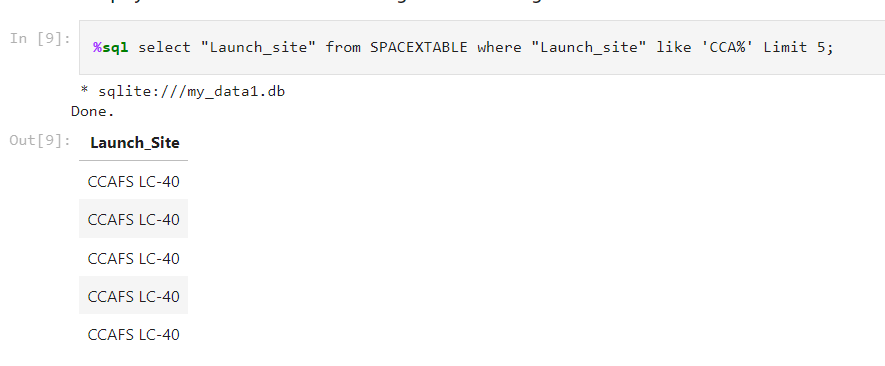 In [9]: %sql select "Launch_site" from SPACEXTABLE where "Launch_site" like 'CCA%' Limit 5;
* sqlite:///my_data1.db
Done.
Out[9]: Launch_Site
CCAFS LC-40
CCAFS LC-40
CCAFS LC-40
CCAFS LC-40
CCAFS LC-40